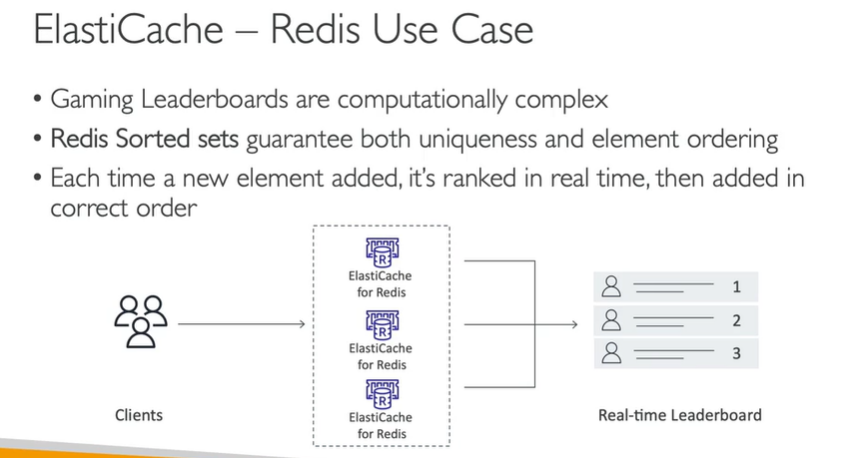 ElastiCache – Redis Use Case
• Gaming Leaderboards are computationally complex
• Redis Sorted sets guarantee both uniqueness and element ordering
• Each time a new element added, it's ranked in real time, then added in
correct order
R
ElastiCache
for Redis
R
ElastiCache
for Redis
R
ElastiCache
for Redis
1
2
3
Clients
Real-time Leaderboard